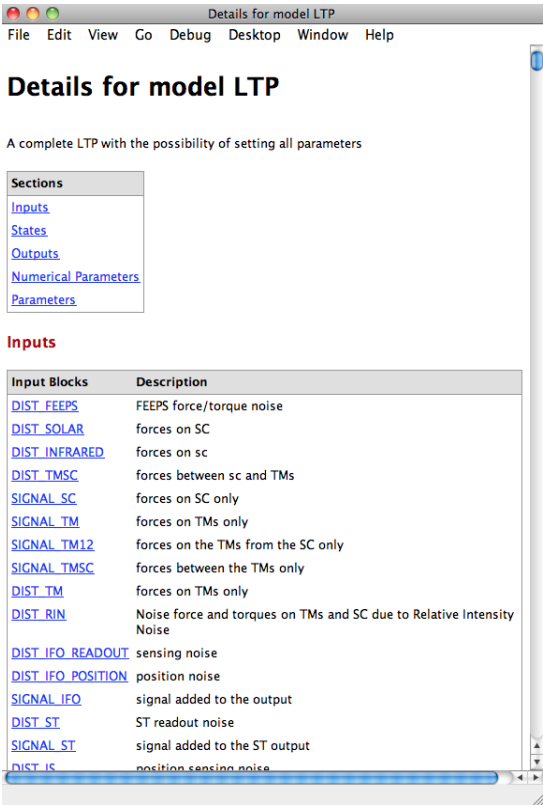 Details for model LTP
File Edit View Go Debug Desktop Window Help
Details for model LTP
A complete LTP with the possibility of setting all parameters
Sections
Inputs
States
Outputs
Numerical Parameters
Parameters
Inputs
Input Blocks Description
DIST_FEEPS FEEPS force/torque noise
DIST_SOLAR forces on SC
DIST_INFRARED forces on sc
DIST_TMSC forces between sc and TMs
SIGNAL_SC forces on SC only
SIGNAL_TM forces on TMs only
SIGNAL_TM12 forces on the TMs from the SC only
SIGNAL_TMSC forces between the TMs only
DIST_TM forces on TMs only
DIST_RIN Noise force and torques on TMs and SC due to Relative Intensity
Noise
DIST_IFO_READOUT sensing noise
DIST_IFO_POSITION position noise
SIGNAL_IFO signal added to the output
DIST_ST ST readout noise
SIGNAL_ST signal added to the ST output
DIST_IS position sensing noise